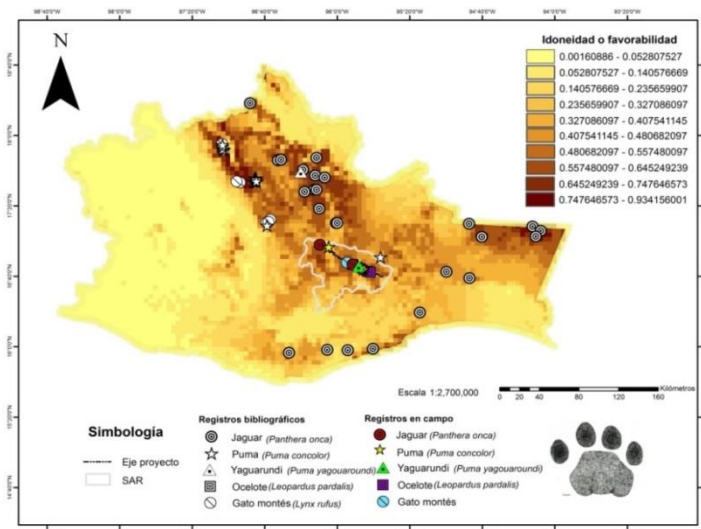 N
Idoneidad o favorabilidad
0.00160886 - 0.052807527
0.052807527 - 0.140576669
0.140576669 - 0.235659907
0.235659907 - 0.327086097
0.327086097 - 0.407541145
0.407541145 - 0.480682097
0.480682097 - 0.557480097
0.557480097 - 0.645249239
0.645249239 - 0.747646573
0.747646573 - 0.934156001
Escala 1:2,700,000
Kilómetros
0 20 40 80 120 160
Simbología
Eje proyecto
SAR
Registros bibliográficos
Jaguar (Panthera onca)
Puma (Puma concolor)
Yaguarundi (Puma yagouaroundi)
Ocelote (Leopardus pardalis)
Gato montés (Lynx rufus)
Registros en campo
Jaguar (Panthera onca)
Puma (Puma concolor)
Yaguarundi (Puma yagouaroundi)
Ocelote (Leopardus pardalis)
Gato montés